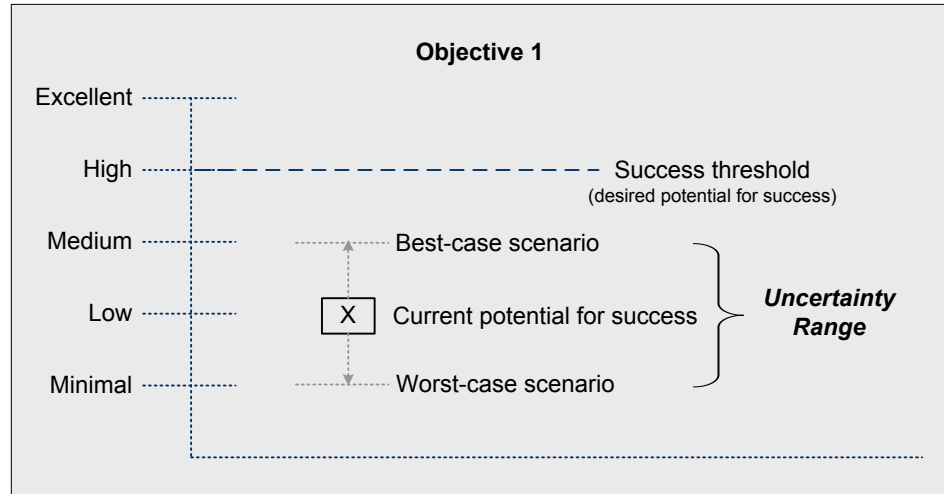 Objective 1
Excellent
High
Success threshold
(desired potential for success)
Medium
Best-case scenario
Low
X
Current potential for success
Uncertainty
Range
Minimal
Worst-case scenario